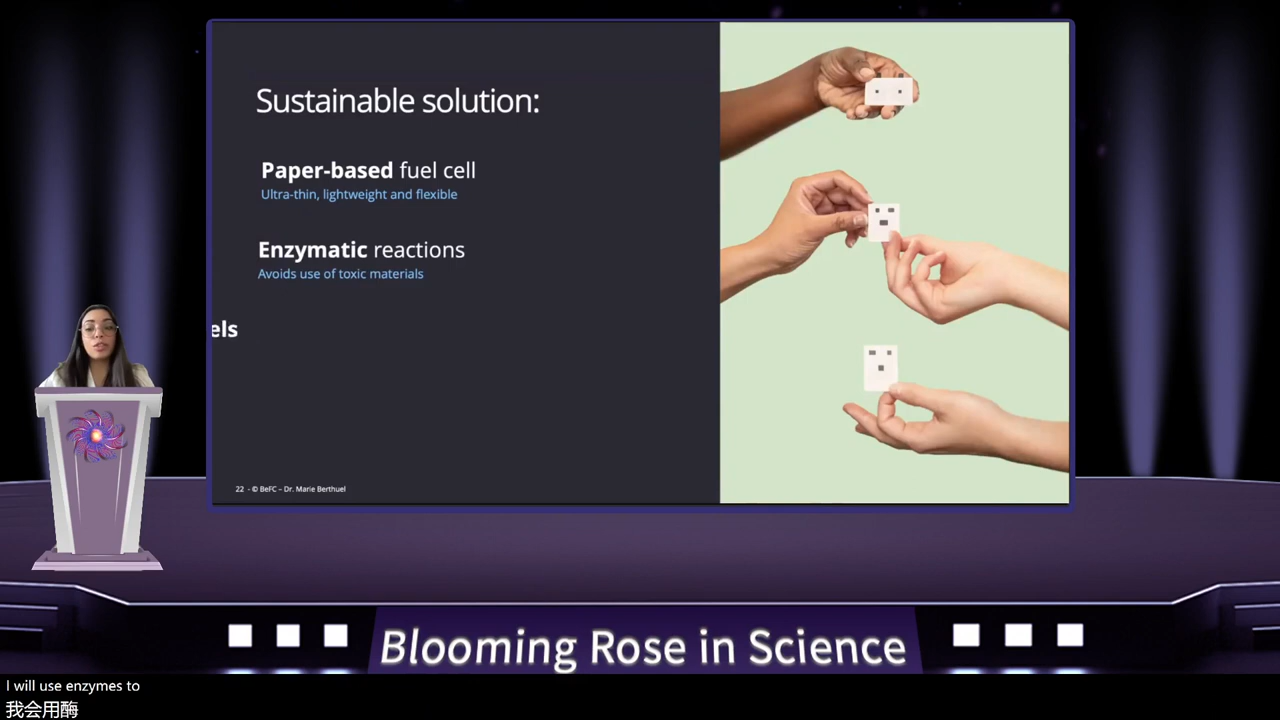 Sustainable solution:
Paper-based fuel cell
Ultra-thin, lightweight and flexible
Enzymatic reactions
Avoids use of toxic materials
els
22 - © BeFC – Dr. Marie Berthuel
Blooming Rose in Science
I will use enzymes to
我会用酶